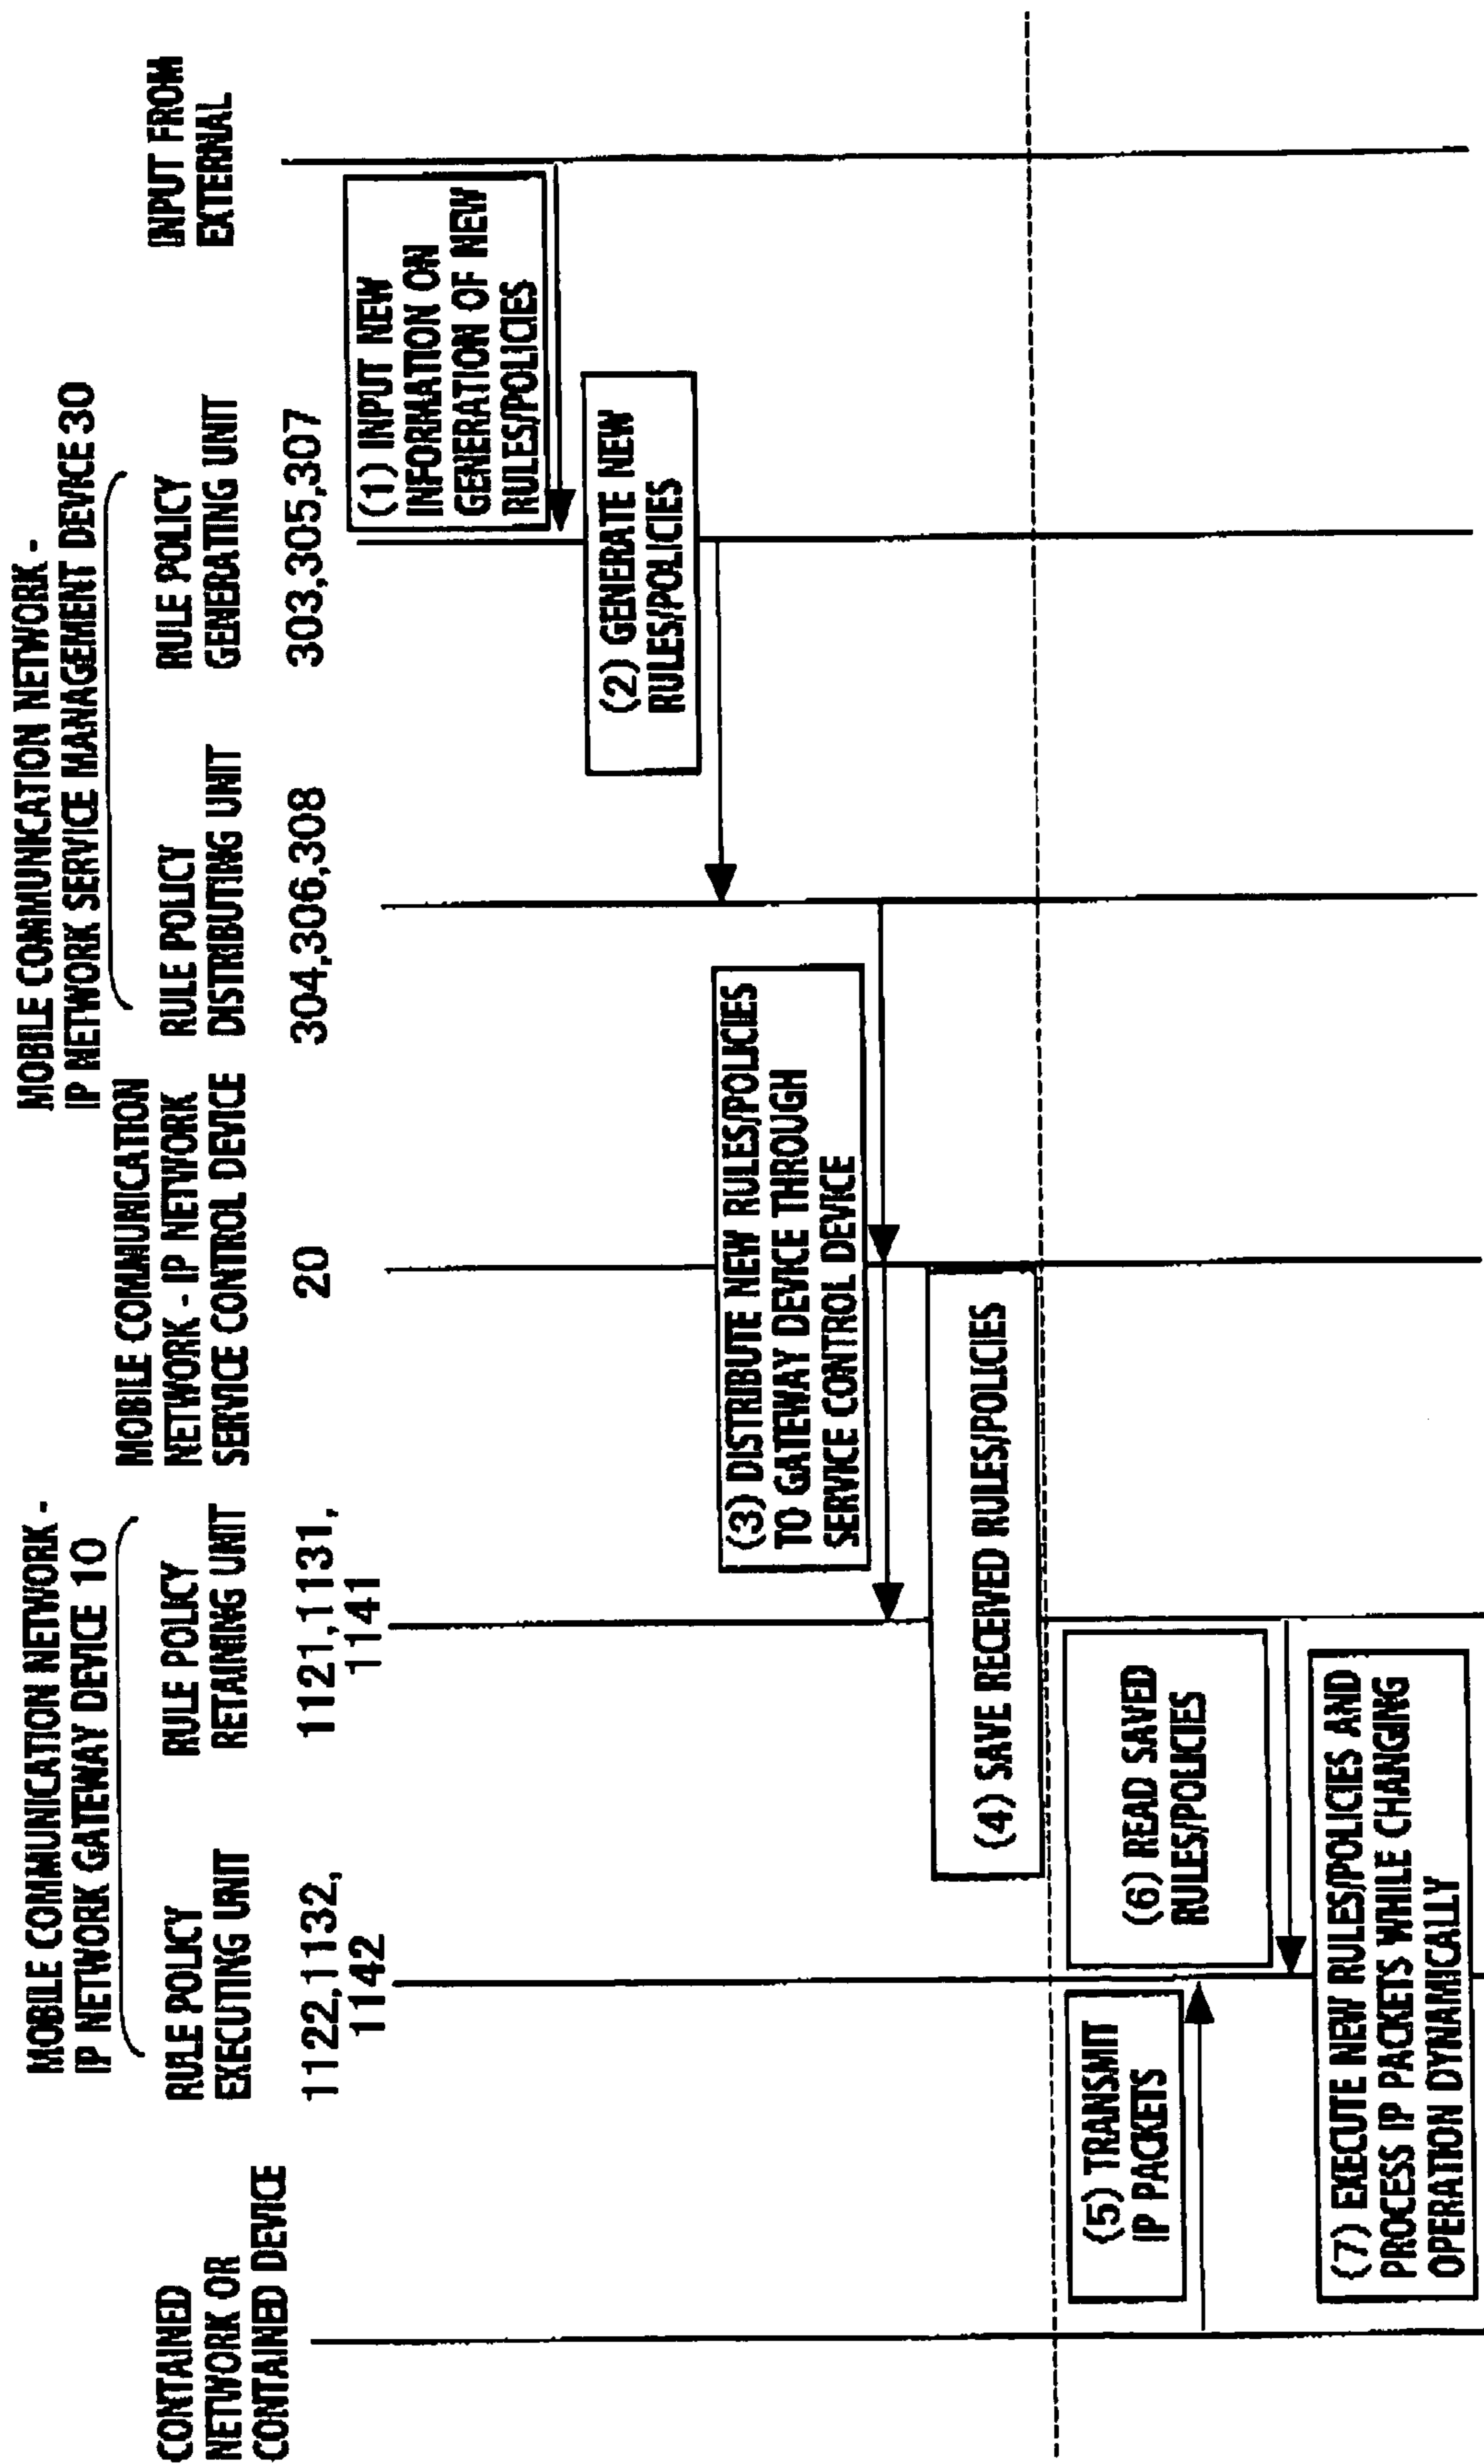 MOBILE COMMUNICATION NETWORK -
IP NETWORK GATEWAY DEVICE 10
MOBILE COMMUNICATION NETWORK -
IP NETWORK SERVICE MANAGEMENT DEVICE 30
CONTAINED
NETWORK OR
CONTAINED DEVICE
RULE POLICY
EXECUTING UNIT
1122,1132,
1142
RULE POLICY
RETAINING UNIT
1121,1131,
1141
MOBILE COMMUNICATION
NETWORK - IP NETWORK
SERVICE CONTROL DEVICE
20
RULE POLICY
DISTRIBUTING UNIT
304,306,308
RULE POLICY
GENERATING UNIT
303,305,307
INPUT FROM
EXTERNAL
(1) INPUT NEW
INFORMATION ON
GENERATION OF NEW
RULES/POLICIES
(2) GENERATE NEW
RULES/POLICIES
(3) DISTRIBUTE NEW RULES/POLICIES
TO GATEWAY DEVICE THROUGH
SERVICE CONTROL DEVICE
(4) SAVE RECEIVED RULES/POLICIES
(5) TRANSMIT
IP PACKETS
(6) READ SAVED
RULES/POLICIES
(7) EXECUTE NEW RULES/POLICIES AND
PROCESS IP PACKETS WHILE CHANGING
OPERATION DYNAMICALLY